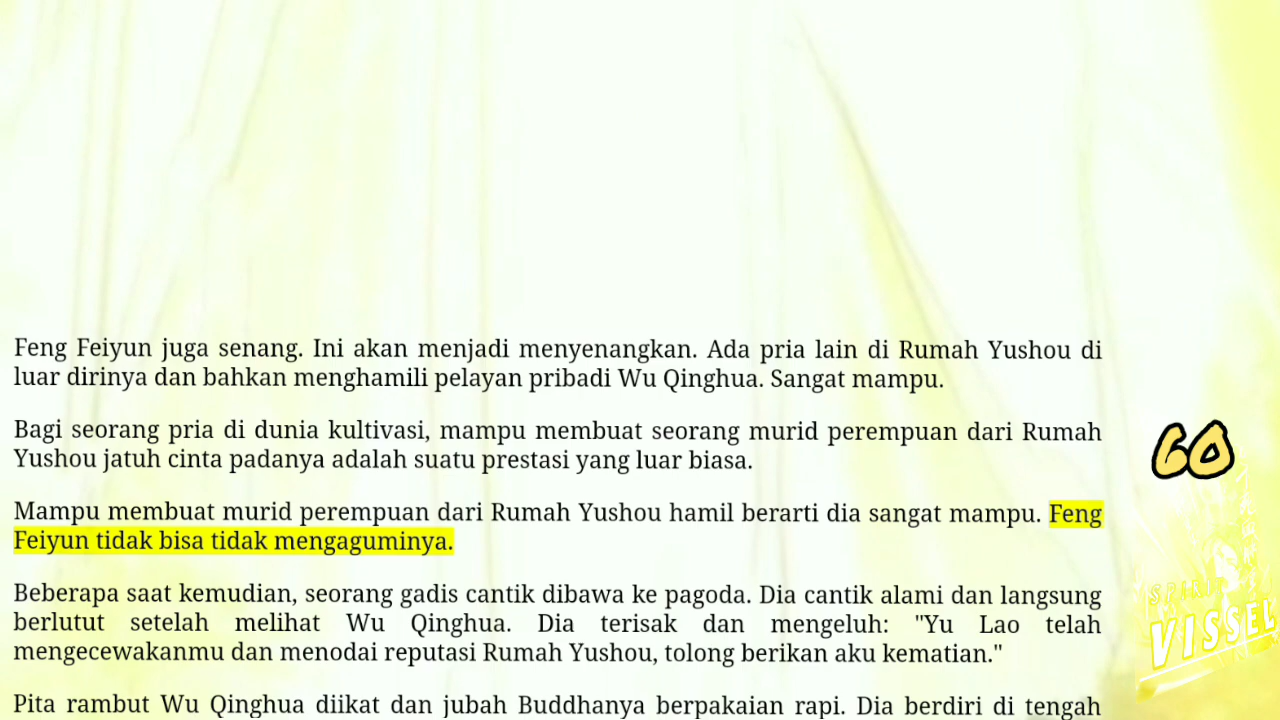 Feng Feiyun juga senang. Ini akan menjadi menyenangkan. Ada pria lain di Rumah Yushou di
luar dirinya dan bahkan menghamili pelayan pribadi Wu Qinghua. Sangat mampu.
Bagi seorang pria di dunia kultivasi, mampu membuat seorang murid perempuan dari Rumah
Yushou jatuh cinta padanya adalah suatu prestasi yang luar biasa.
Mampu membuat murid perempuan dari Rumah Yushou hamil berarti dia sangat mampu. Feng
Feiyun tidak bisa tidak mengaguminya.
Beberapa saat kemudian, seorang gadis cantik dibawa ke pagoda. Dia cantik alami dan langsung
berlutut setelah melihat Wu Qinghua. Dia terisak dan mengeluh: "Yu Lao telah
mengecewakanmu dan menodai reputasi Rumah Yushou, tolong berikan aku kematian."
Pita rambut Wu Qinghua diikat dan jubah Buddhanya berpakaian rapi. Dia berdiri di tengah
60
SPIRIT
VISSEL